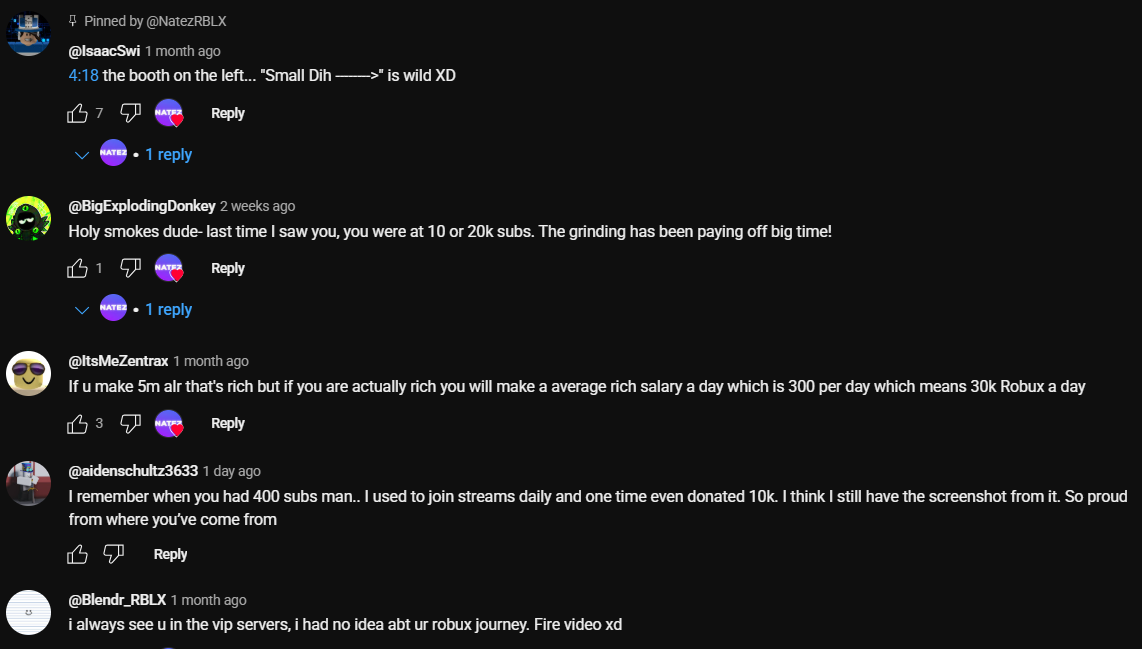 Pinned by @NatezRBLX
@IsaacSwi 1 month ago
4:18 the booth on the left... "Small Dih ------->" is wild XD
7 NATEZ Reply
NATEZ • 1 reply
@BigExplodingDonkey 2 weeks ago
Holy smokes dude- last time I saw you, you were at 10 or 20k subs. The grinding has been paying off big time!
1 NATEZ Reply
NATEZ • 1 reply
@ItsMeZentrax 1 month ago
If u make 5m alr that's rich but if you are actually rich you will make a average rich salary a day which is 300 per day which means 30k Robux a day
3 NATEZ Reply
@aidenschultz3633 1 day ago
I remember when you had 400 subs man.. I used to join streams daily and one time even donated 10k. I think I still have the screenshot from it. So proud
from where you’ve come from
Reply
@Blendr_RBLX 1 month ago
i always see u in the vip servers, i had no idea abt ur robux journey. Fire video xd